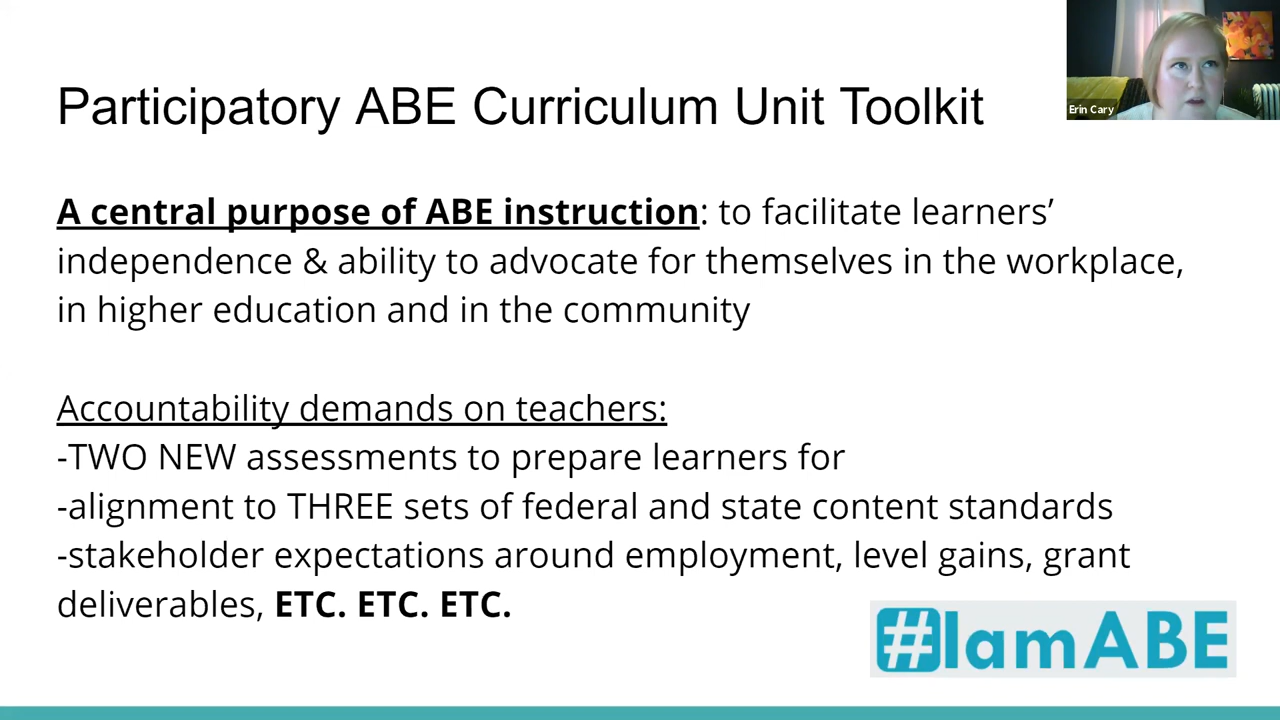 Participatory ABE Curriculum Unit Toolkit
Erin Cary
A central purpose of ABE instruction: to facilitate learners’
independence & ability to advocate for themselves in the workplace,
in higher education and in the community
Accountability demands on teachers:
-TWO NEW assessments to prepare learners for
-alignment to THREE sets of federal and state content standards
-stakeholder expectations around employment, level gains, grant
deliverables, ETC. ETC. ETC.
#IamABE